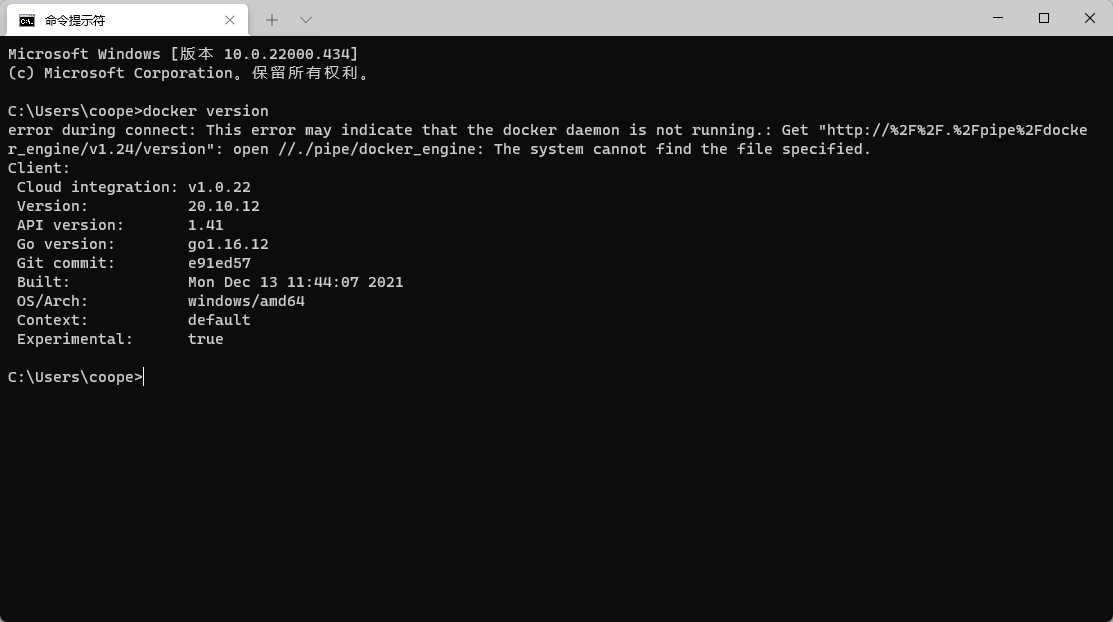 命令提示符
Microsoft Windows [版本 10.0.22000.434]
(c) Microsoft Corporation。保留所有权利。
C:\Users\coope>docker version
error during connect: This error may indicate that the docker daemon is not running.: Get "http://%2F%2F.%2Fpipe%2Fdocke
r_engine/v1.24/version": open //./pipe/docker_engine: The system cannot find the file specified.
Client:
 Cloud integration: v1.0.22
 Version:           20.10.12
 API version:       1.41
 Go version:        go1.16.12
 Git commit:        e91ed57
 Built:             Mon Dec 13 11:44:07 2021
 OS/Arch:           windows/amd64
 Context:           default
 Experimental:      true
C:\Users\coope>